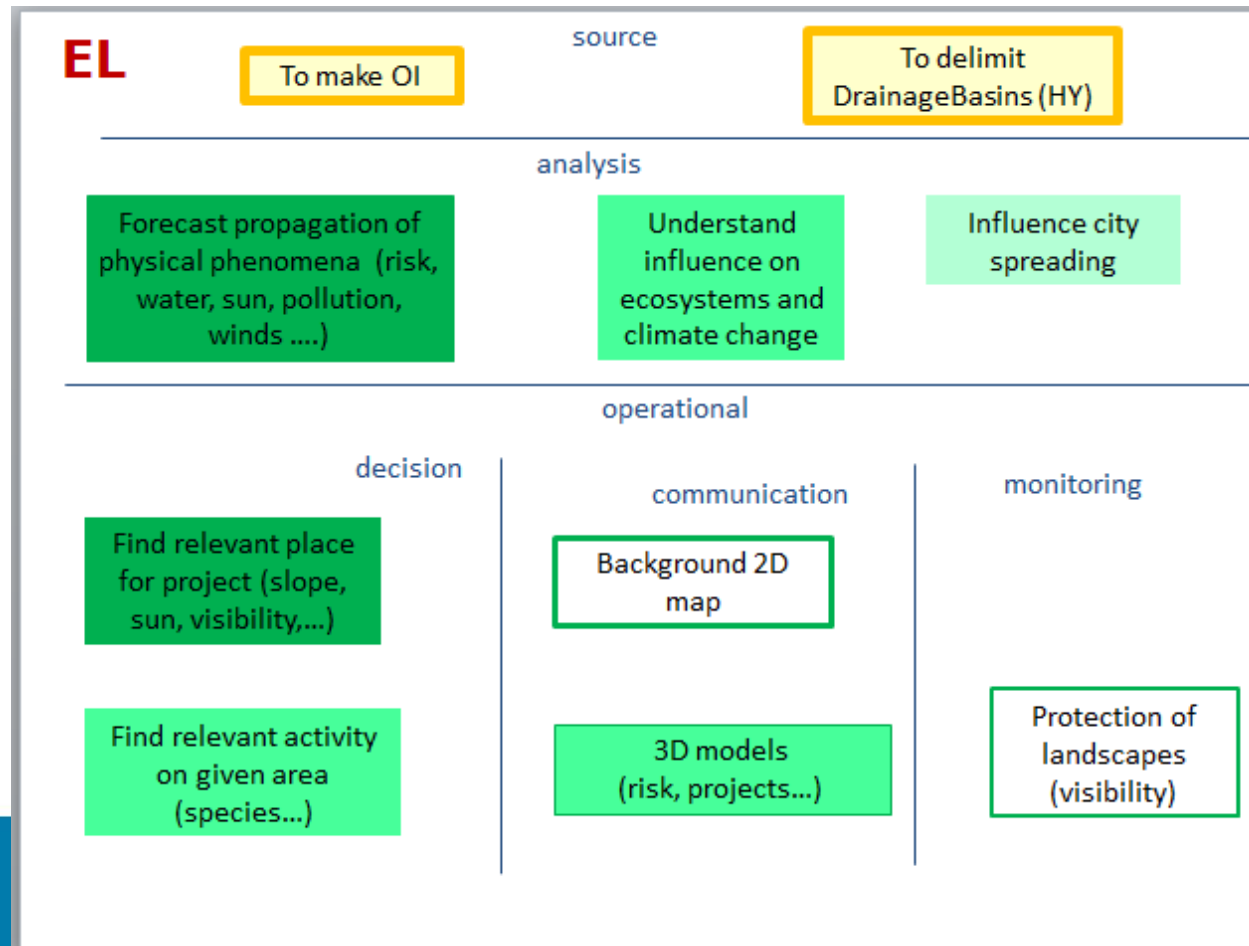 EL
source
To make OI
To delimit
DrainageBasins (HY)
analysis
Forecast propagation of
physical phenomena (risk,
water, sun, pollution,
winds ....)
Understand
influence on
ecosystems and
climate change
Influence city
spreading
operational
decision
Find relevant place
for project (slope,
sun, visibility,...)
Find relevant activity
on given area
(species...)
communication
Background 2D
map
3D models
(risk, projects...)
monitoring
Protection of
landscapes
(visibility)